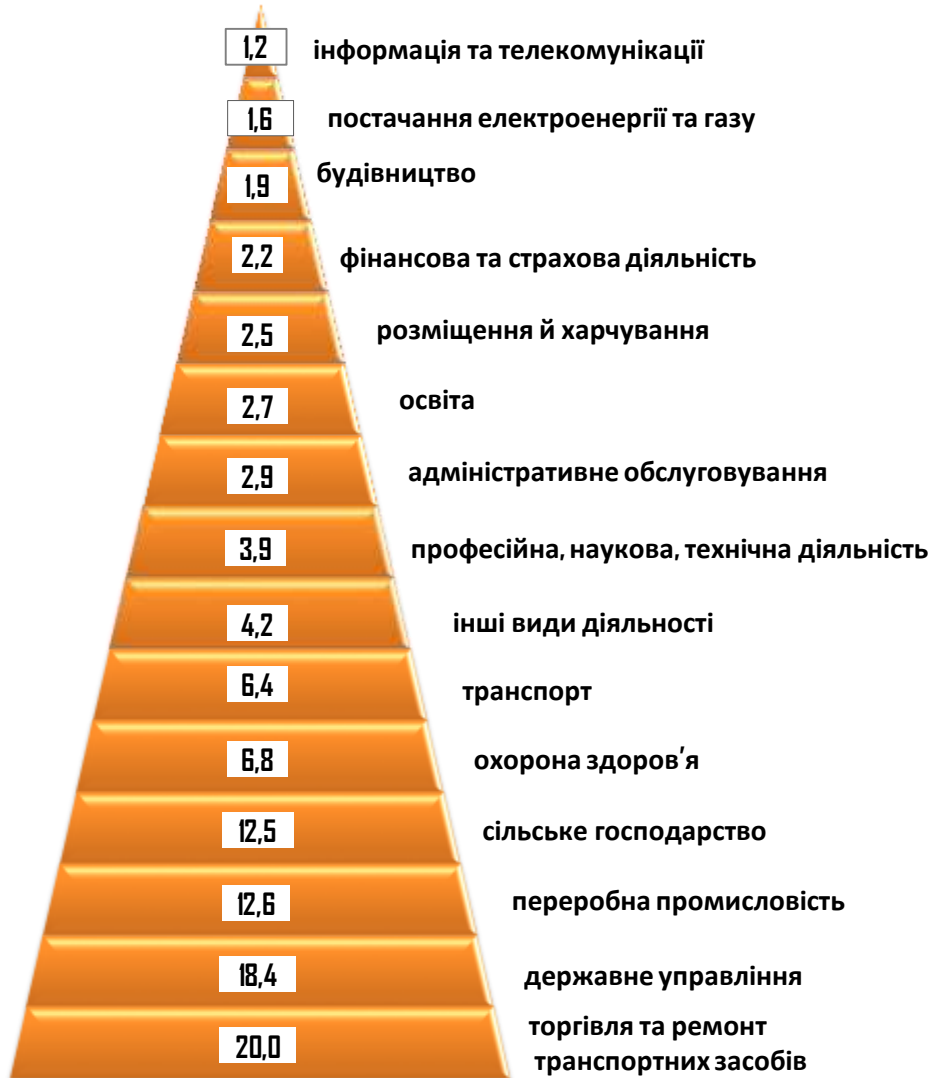 1,2 інформація та телекомунікації
1,6 постачання електроенергії та газу
1,9 будівництво
2,2 фінансова та страхова діяльність
2,5 розміщення й харчування
2,7 освіта
2,9 адміністративне обслуговування
3,9 професійна, наукова, технічна діяльність
4,2 інші види діяльності
6,4 транспорт
6,8 охорона здоров'я
12,5 сільське господарство
12,6 переробна промисловість
18,4 державне управління
20,0 торгівля та ремонт
транспортних засобів